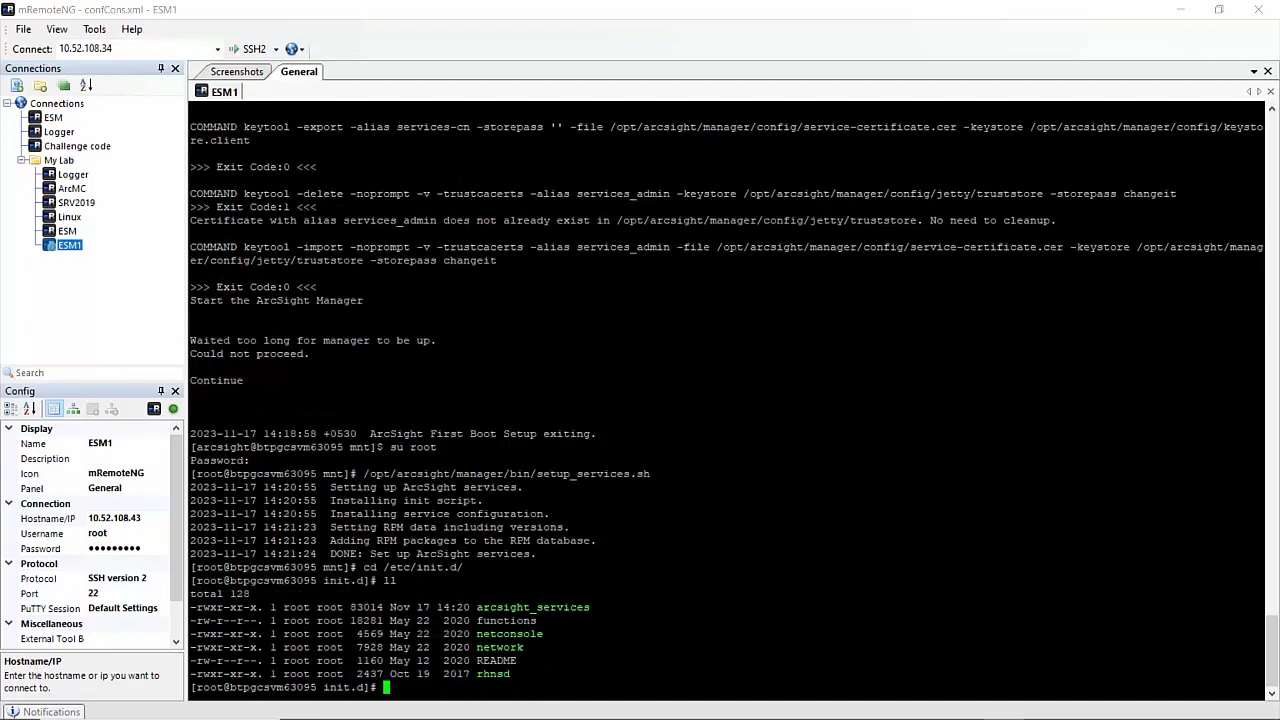 mRemoteNG - confCons.xml - ESM1
File View Tools Help
Connect: 10.52.108.34 SSH2
Connections
Connections
ESM
Logger
Challenge code
My Lab
Logger
ArcMC
SRV2019
Linux
ESM
ESM1
Search
Config
Display
Name ESM1
Description
Icon mRemoteNG
Panel General
Connection
Hostname/IP 10.52.108.43
Username root
Password ●●●●●●●●●
Protocol
Protocol SSH version 2
Port 22
PuTTY Session Default Settings
Miscellaneous
External Tool B
Hostname/IP
Enter the hostname or ip you want to connect to.
Notifications
Screenshots General
ESM1
COMMAND keytool -export -alias services-cn -storepass '' -file /opt/arcsight/manager/config/service-certificate.cer -keystore /opt/arcsight/manager/config/keysto
re.client
>>> Exit Code:0 <<<
COMMAND keytool -delete -noprompt -v -trustcacerts -alias services_admin -keystore /opt/arcsight/manager/config/jetty/truststore -storepass changeit
>>> Exit Code:1 <<<
Certificate with alias services_admin does not already exist in /opt/arcsight/manager/config/jetty/truststore. No need to cleanup.
COMMAND keytool -import -noprompt -v -trustcacerts -alias services_admin -file /opt/arcsight/manager/config/service-certificate.cer -keystore /opt/arcsight/manag
er/config/jetty/truststore -storepass changeit
>>> Exit Code:0 <<<
Start the ArcSight Manager
Waited too long for manager to be up.
Could not proceed.
Continue
2023-11-17 14:18:58 +0530 ArcSight First Boot Setup exiting.
[arcsight@btpgcsvm63095 mnt]$ su root
Password:
[root@btpgcsvm63095 mnt]# /opt/arcsight/manager/bin/setup_services.sh
2023-11-17 14:20:55 Setting up ArcSight services.
2023-11-17 14:20:55 Installing init script.
2023-11-17 14:20:55 Installing service configuration.
2023-11-17 14:21:23 Setting RPM data including versions.
2023-11-17 14:21:23 Adding RPM packages to the RPM database.
2023-11-17 14:21:24 DONE: Set up ArcSight services.
[root@btpgcsvm63095 mnt]# cd /etc/init.d/
[root@btpgcsvm63095 init.d]# ll
total 128
-rwxr-xr-x. 1 root root 83014 Nov 17 14:20 arcsight_services
-rw-r--r--. 1 root root 18281 May 22 2020 functions
-rwxr-xr-x. 1 root root 4569 May 22 2020 netconsole
-rwxr-xr-x. 1 root root 7928 May 22 2020 network
-rw-r--r--. 1 root root 1160 May 12 2020 README
-rwxr-xr-x. 1 root root 2437 Oct 19 2017 rhnsd
[root@btpgcsvm63095 init.d]#